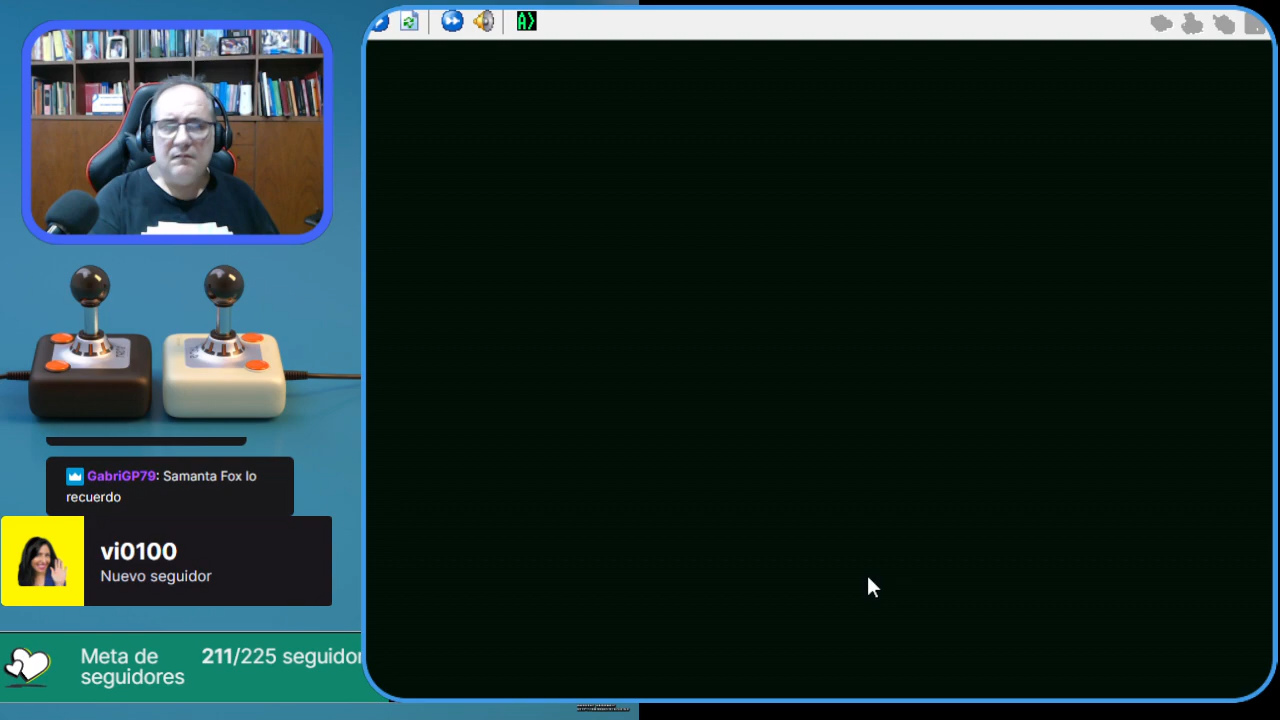 A>
GabriGP79: Samanta Fox lo
recuerdo
vi0100
Nuevo seguidor
Meta de
seguidores
211/225 seguidor